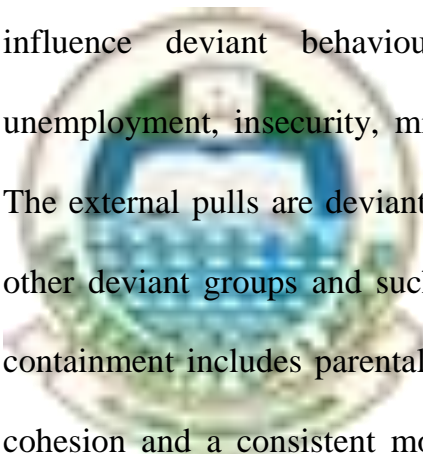 influence deviant behaviou
unemployment, insecurity, m
The external pulls are deviant
other deviant groups and such
containment includes parental
cohesion and a consistent mo